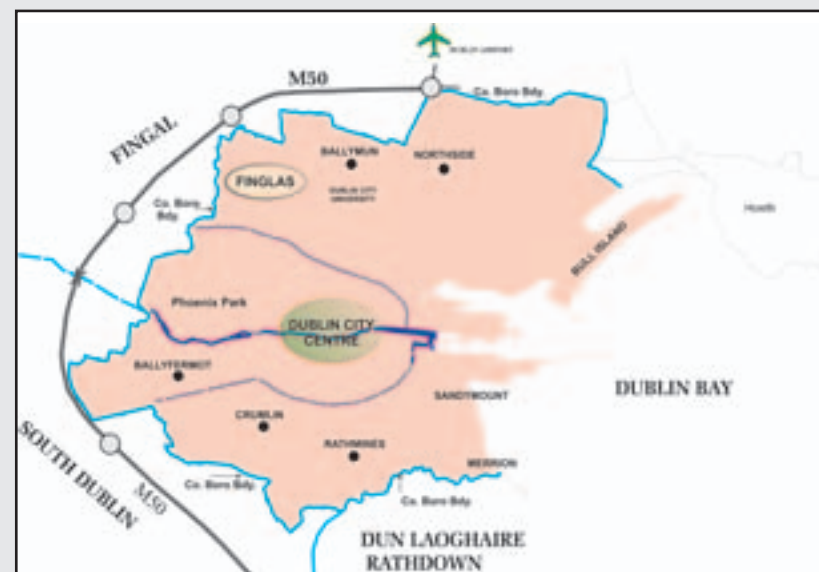 DUBLIN AIRPORT
M50
Co. Boro Bdy.
FINGAL
BALLYMUN
NORTHSIDE
FINGLAS
DUBLIN CITY
UNIVERSITY
Co. Boro
Bdy.
Howth
BULL ISLAND
Phoenix Park
DUBLIN CITY
CENTRE
BALLYFERMOT
SANDYMOUNT
DUBLIN BAY
CRUMLIN
RATHMINES
MERRION
SOUTH DUBLIN
M50
Co. Boro Bdy.
Co. Boro Bdy.
DUN LAOGHAIRE
RATHDOWN